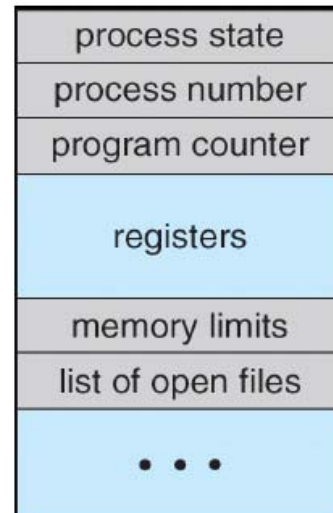 process state
process number
program counter
registers
memory limits
list of open files
• • •